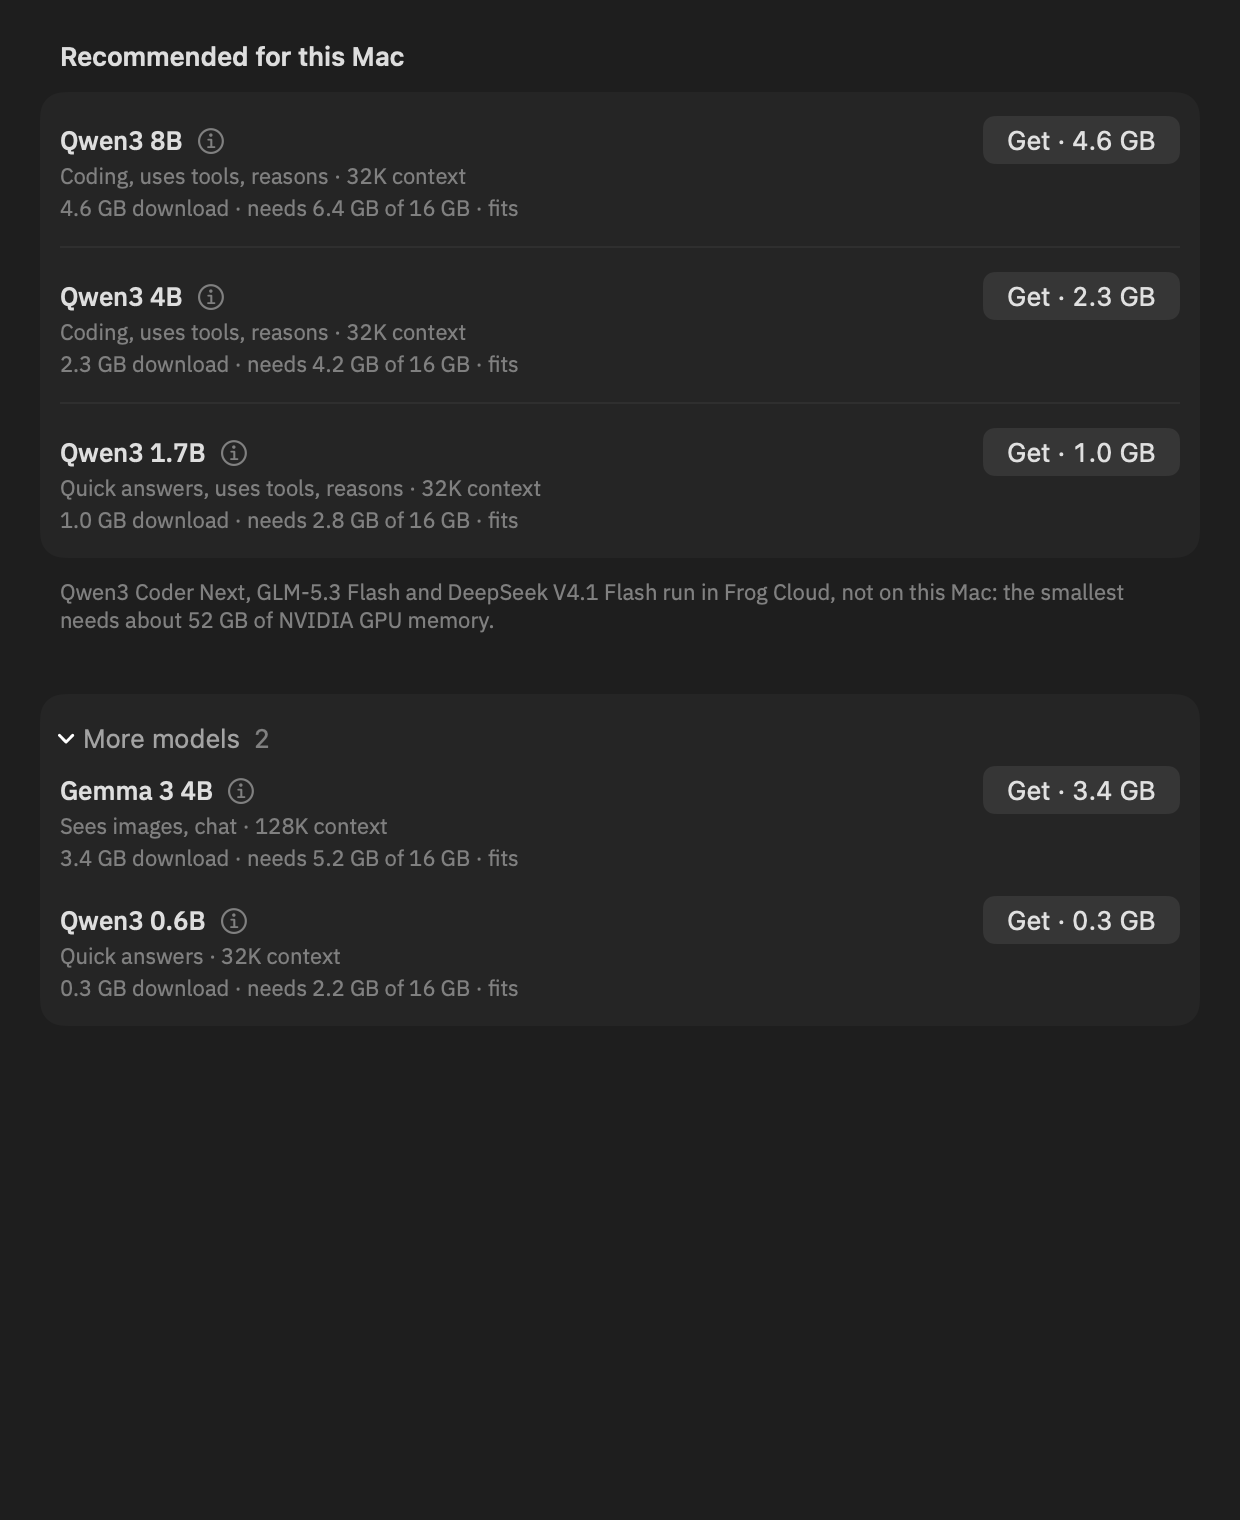 Recommended for this Mac
Qwen3 8B
Get · 4.6 GB
Coding, uses tools, reasons · 32K context
4.6 GB download · needs 6.4 GB of 16 GB · fits
Qwen3 4B
Get · 2.3 GB
Coding, uses tools, reasons · 32K context
2.3 GB download · needs 4.2 GB of 16 GB · fits
Qwen3 1.7B
Get · 1.0 GB
Quick answers, uses tools, reasons · 32K context
1.0 GB download · needs 2.8 GB of 16 GB · fits
Qwen3 Coder Next, GLM-5.3 Flash and DeepSeek V4.1 Flash run in Frog Cloud, not on this Mac: the smallest
needs about 52 GB of NVIDIA GPU memory.
More models 2
Gemma 3 4B
Get · 3.4 GB
Sees images, chat · 128K context
3.4 GB download · needs 5.2 GB of 16 GB · fits
Qwen3 0.6B
Get · 0.3 GB
Quick answers · 32K context
0.3 GB download · needs 2.2 GB of 16 GB · fits